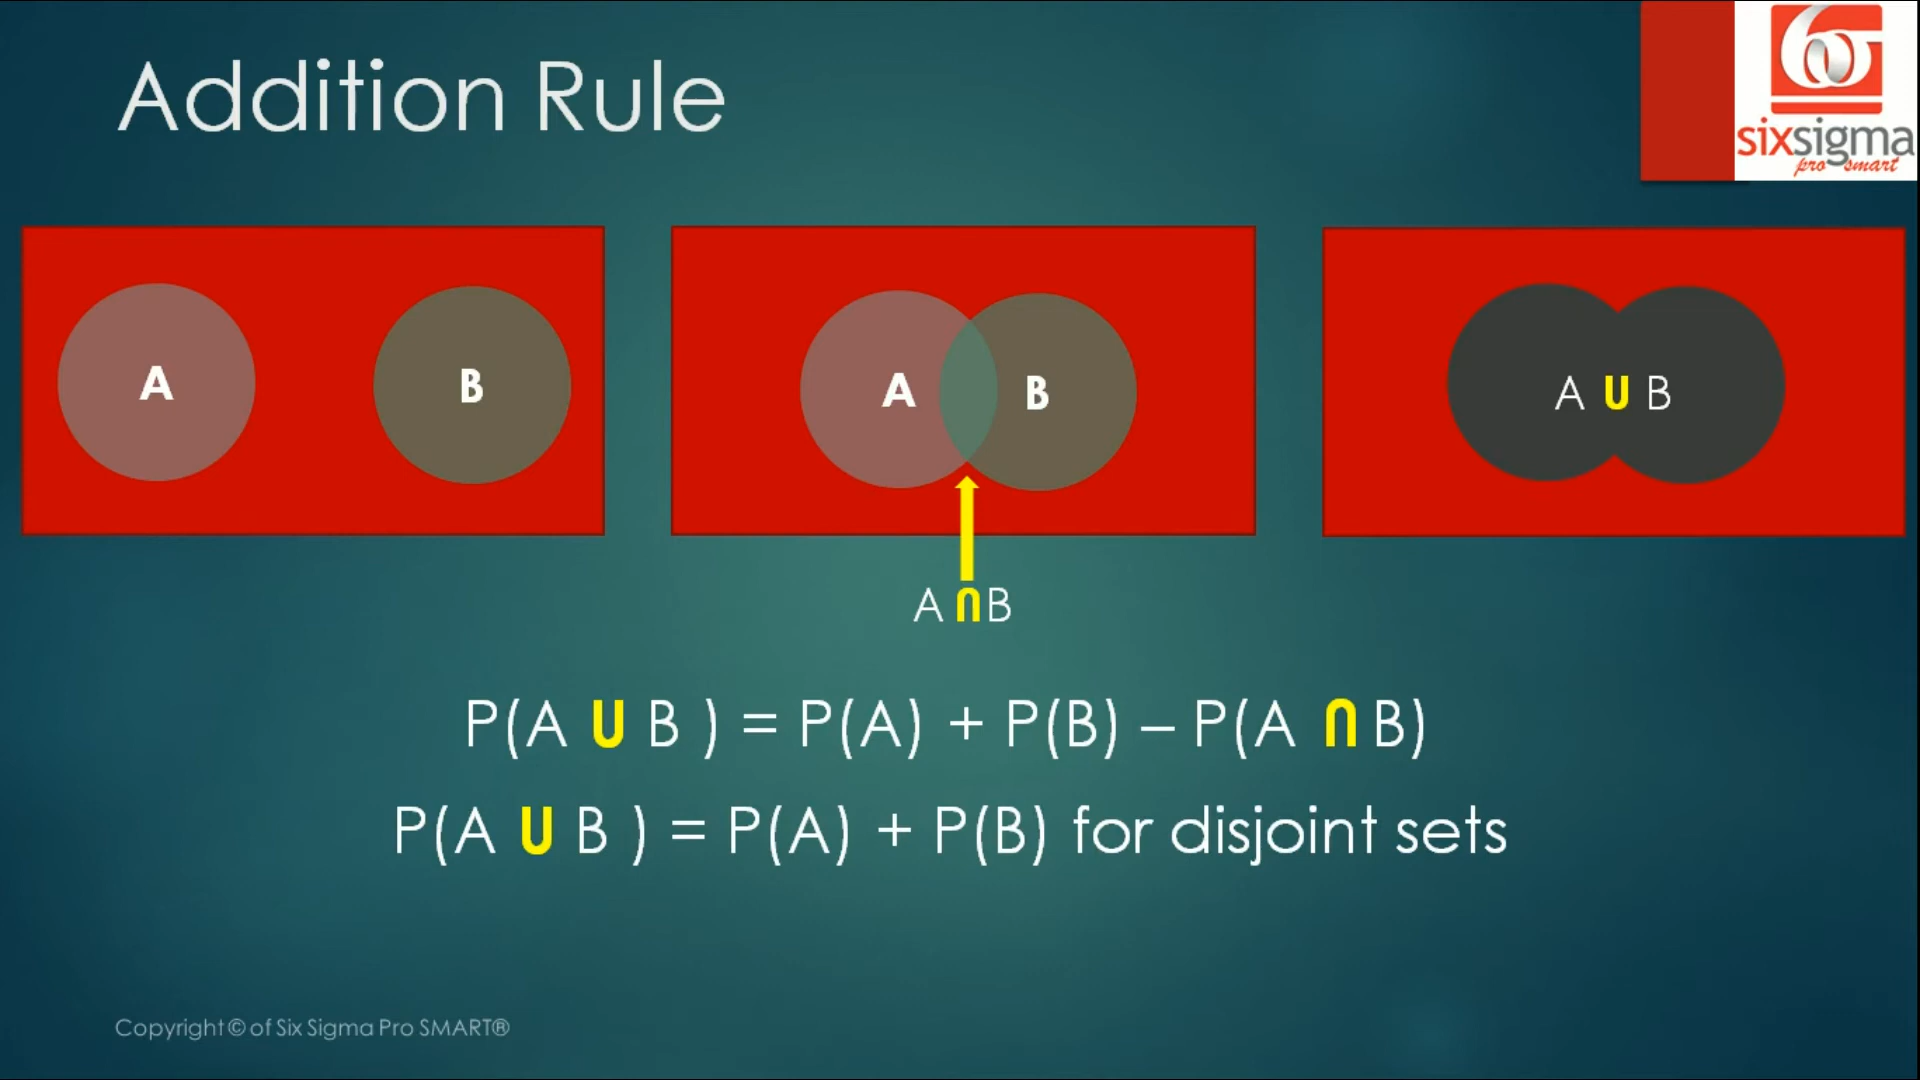 Addition Rule
sixsigma
pro smart
A
B
A
B
A ∪ B
A ∩ B
P(A ∪ B ) = P(A) + P(B) – P(A ∩ B)
P(A ∪ B ) = P(A) + P(B) for disjoint sets
Copyright © of Six Sigma Pro SMART®